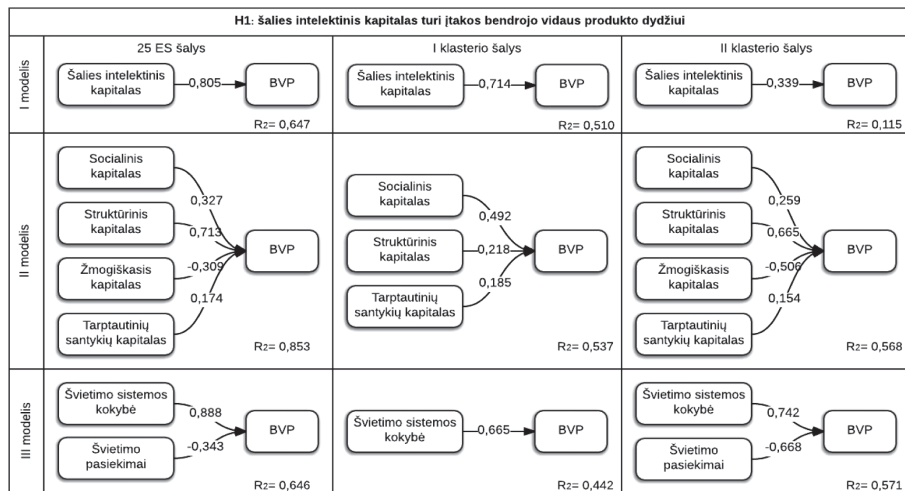 H1: šalies intelektinis kapitalas turi įtakos bendrojo vidaus produkto dydžiui
25 ES šalys
I klasterio šalys
II klasterio šalys
I modelis
Šalies intelektinis
kapitalas
0,805
BVP
R2= 0,647
Šalies intelektinis
kapitalas
0,714
BVP
R2= 0,510
Šalies intelektinis
kapitalas
0,339
BVP
R2= 0,115
II modelis
Socialinis
kapitalas
0,327
Struktūrinis
kapitalas
0,713
BVP
Žmogiškasis
kapitalas
-0,309
0,174
Tarptautinių
santykių kapitalas
R2= 0,853
Socialinis
kapitalas
0,492
Struktūrinis
kapitalas
0,218
BVP
0,185
Tarptautinių
santykių kapitalas
R2= 0,537
Socialinis
kapitalas
0,259
Struktūrinis
kapitalas
0,665
BVP
Žmogiškasis
kapitalas
-0,506
0,154
Tarptautinių
santykių kapitalas
R2= 0,568
III modelis
Švietimo sistemos
kokybė
0,888
BVP
-0,343
Švietimo
pasiekimai
R2= 0,646
Švietimo sistemos
kokybė
0,665
BVP
R2= 0,442
Švietimo sistemos
kokybė
0,742
BVP
-0,668
Švietimo
pasiekimai
R2= 0,571